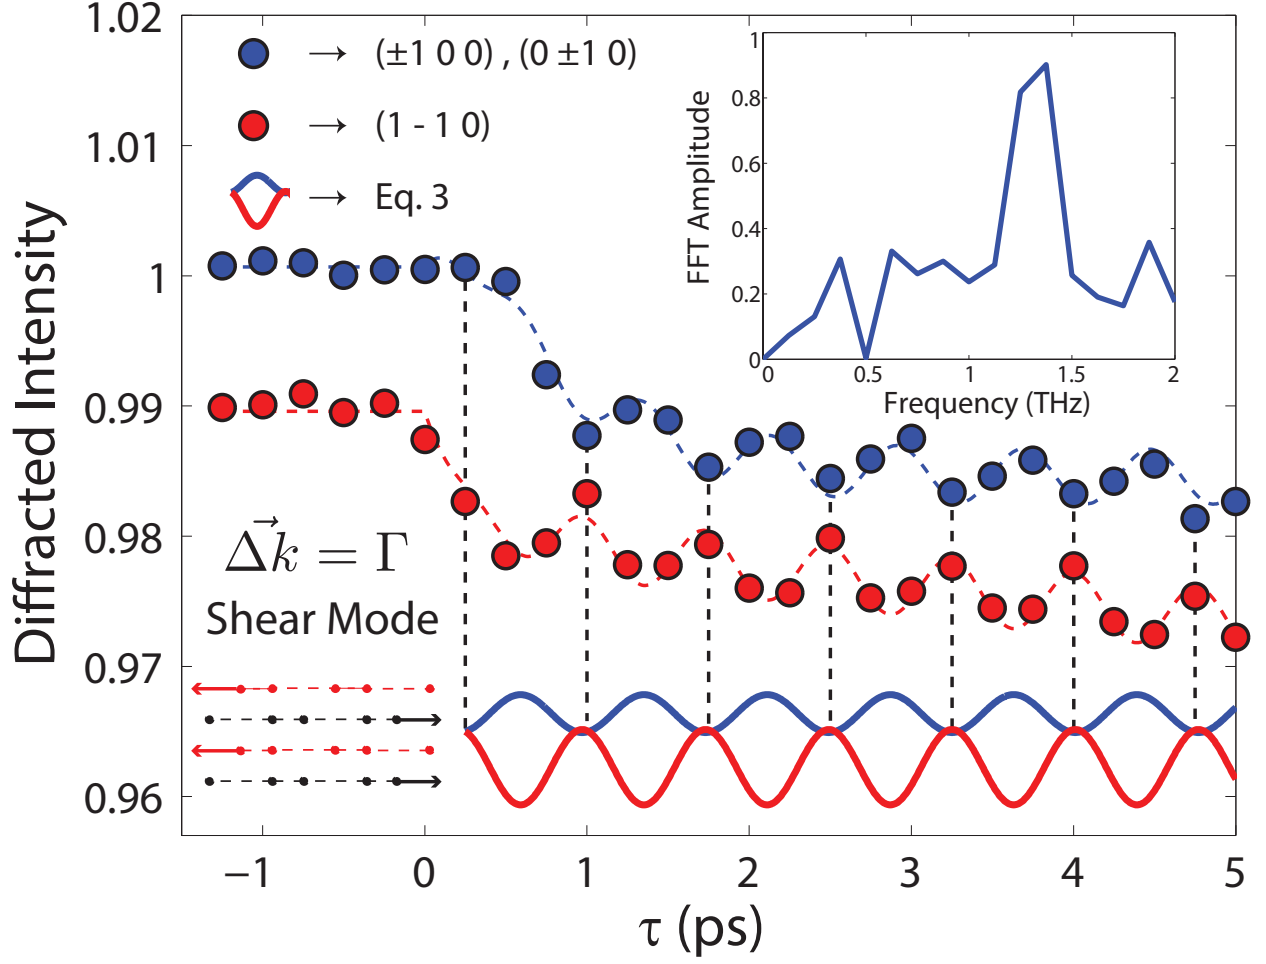 1.02
1.01
1
0.99
0.98
0.97
0.96
Diffracted Intensity
→ (±1 0 0) , (0 ±1 0)
→ (1 - 1 0)
→ Eq. 3
1
0.8
0.6
0.4
0.2
0
FFT Amplitude
0 0.5 1 1.5 2
Frequency (THz)
Δk⃗ = Γ
Shear Mode
−1 0 1 2 3 4 5
τ (ps)